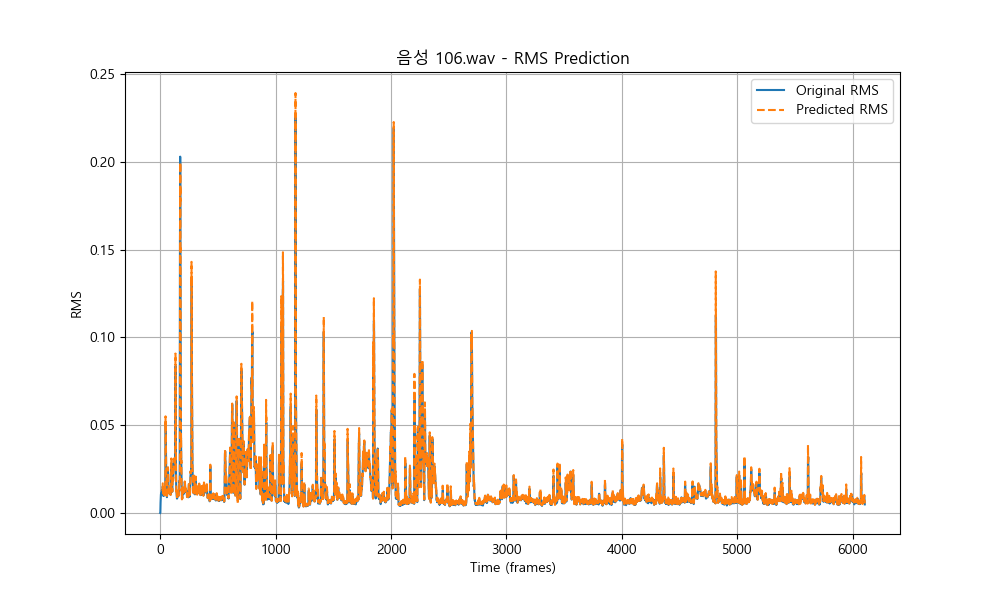 음성 106.wav - RMS Prediction
Original RMS
Predicted RMS
RMS
0.25
0.20
0.15
0.10
0.05
0.00
0 1000 2000 3000 4000 5000 6000
Time (frames)